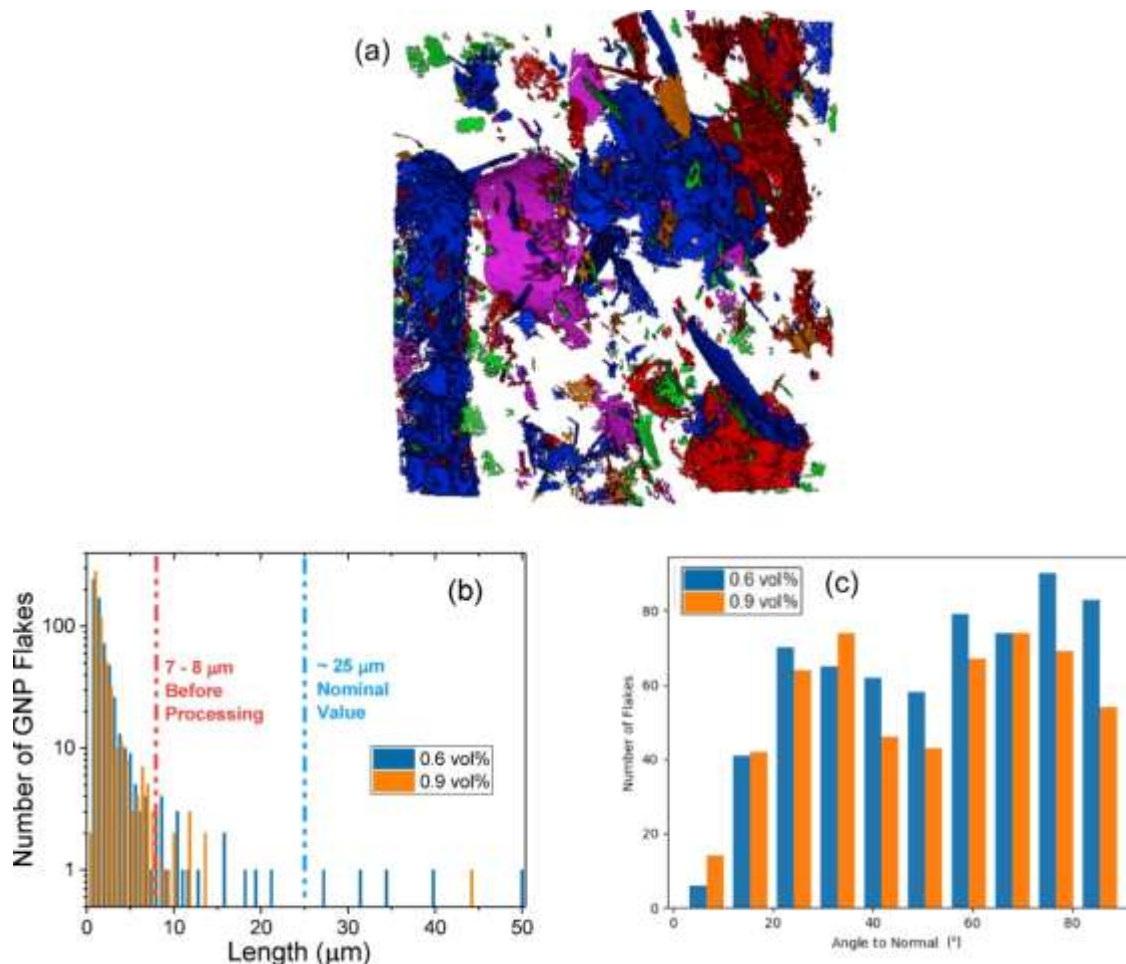 (a)
Number of GNP Flakes
100
10
1
(b)
7 - 8 μm
Before
Processing
~ 25 μm
Nominal
Value
0.6 vol%
0.9 vol%
0 10 20 30 40 50
Length (μm)
Number of Flakes
80
60
40
20
0
0.6 vol%
0.9 vol%
(c)
0 20 40 60 80
Angle to Normal (°)